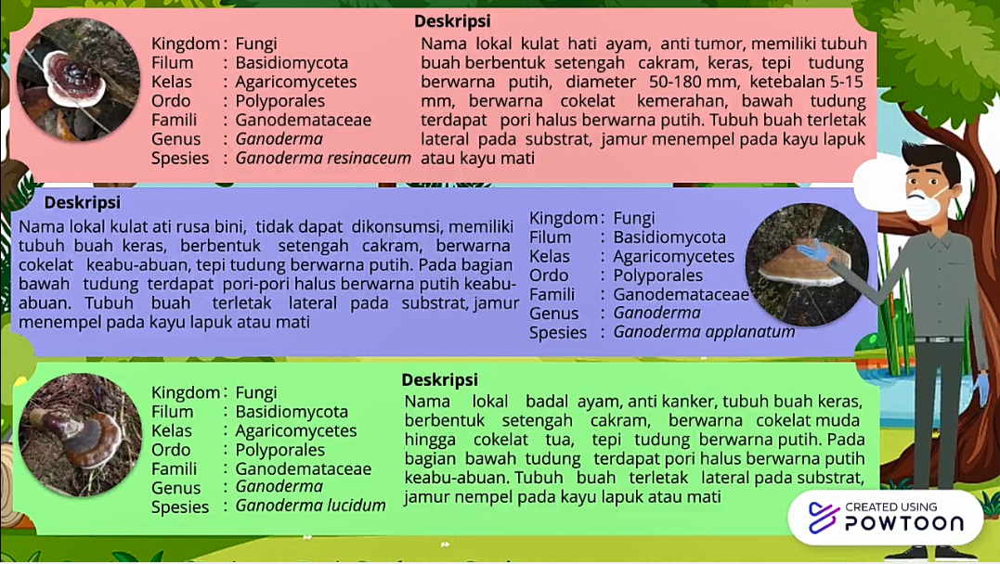 Deskripsi
Kingdom : Fungi
Filum : Basidiomycota
Kelas : Agaricomycetes
Ordo : Polyporales
Famili : Ganodemataceae
Genus : Ganoderma
Spesies : Ganoderma resinaceum
Nama lokal kulat hati ayam, anti tumor, memiliki tubuh
buah berbentuk setengah cakram, keras, tepi tudung
berwarna putih, diameter 50-180 mm, ketebalan 5-15
mm, berwarna cokelat kemerahan, bawah tudung
terdapat pori halus berwarna putih. Tubuh buah terletak
lateral pada substrat, jamur menempel pada kayu lapuk
atau kayu mati
Deskripsi
Nama lokal kulat ati rusa bini, tidak dapat dikonsumsi, memiliki
tubuh buah keras, berbentuk setengah cakram, berwarna
cokelat keabu-abuan, tepi tudung berwarna putih. Pada bagian
bawah tudung terdapat pori-pori halus berwarna putih keabu-
abuan. Tubuh buah terletak lateral pada substrat, jamur
menempel pada kayu lapuk atau mati
Kingdom : Fungi
Filum : Basidiomycota
Kelas : Agaricomycetes
Ordo : Polyporales
Famili : Ganodemataceae
Genus : Ganoderma
Spesies : Ganoderma applanatum
Kingdom : Fungi
Filum : Basidiomycota
Kelas : Agaricomycetes
Ordo : Polyporales
Famili : Ganodemataceae
Genus : Ganoderma
Spesies : Ganoderma lucidum
Deskripsi
Nama lokal badal ayam, anti kanker, tubuh buah keras,
berbentuk setengah cakram, berwarna cokelat muda
hingga cokelat tua, tepi tudung berwarna putih. Pada
bagian bawah tudung terdapat pori halus berwarna putih
keabu-abuan. Tubuh buah terletak lateral pada substrat,
jamur nempel pada kayu lapuk atau mati
CREATED USING
POWTOON